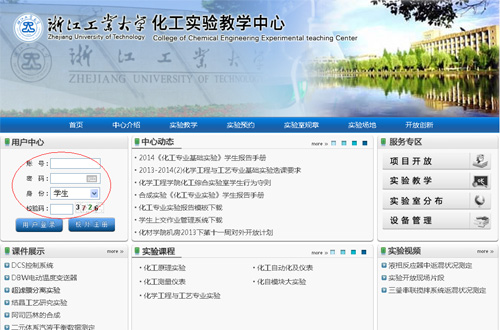 浙江工业大学 化工实验教学中心
Zhejiang University of Technology College of Chemical Engineering Experimental teaching Center
浙江工业大学
ZHEJIANG UNIVERSITY OF TECHNOLOGY
首页 中心介绍 实验教学 实验预约 实验室规章 实验场地 开放创新
用户中心
帐 号:
密 码:
身 份: 学生
校验码: 3726
用户登录
中心动态 more »
2014《化工专业基础实验》学生报告手册
2013-2014(2)化学工程与工艺专业基础实验选课要求
化学工程学院化工综合实验室学生行为守则
合成实验《化工专业实验》学生报告手册
化工专业实验报告模板下载
学生上交作业管理系统下载
化材学院机房2013下第十一周对外开放计划
服务专区
项目开放
实验教学
实验室分布
设备管理
课件展示 more »
DCS控制系统
DBW电动温度变送器
超滤膜分离实验
结晶工艺研究实验
阿司匹林的合成
二元体系汽液平衡数据测定
实验课程 more »
化工原理实验 化工自动化及仪表
化工测量仪表 化自模块大实验
化学工程与工艺专业实验
实验视频 more »
液相反应器中返混状况测定
实验开放现场片段
三釜串联搅拌系统返混状况测定